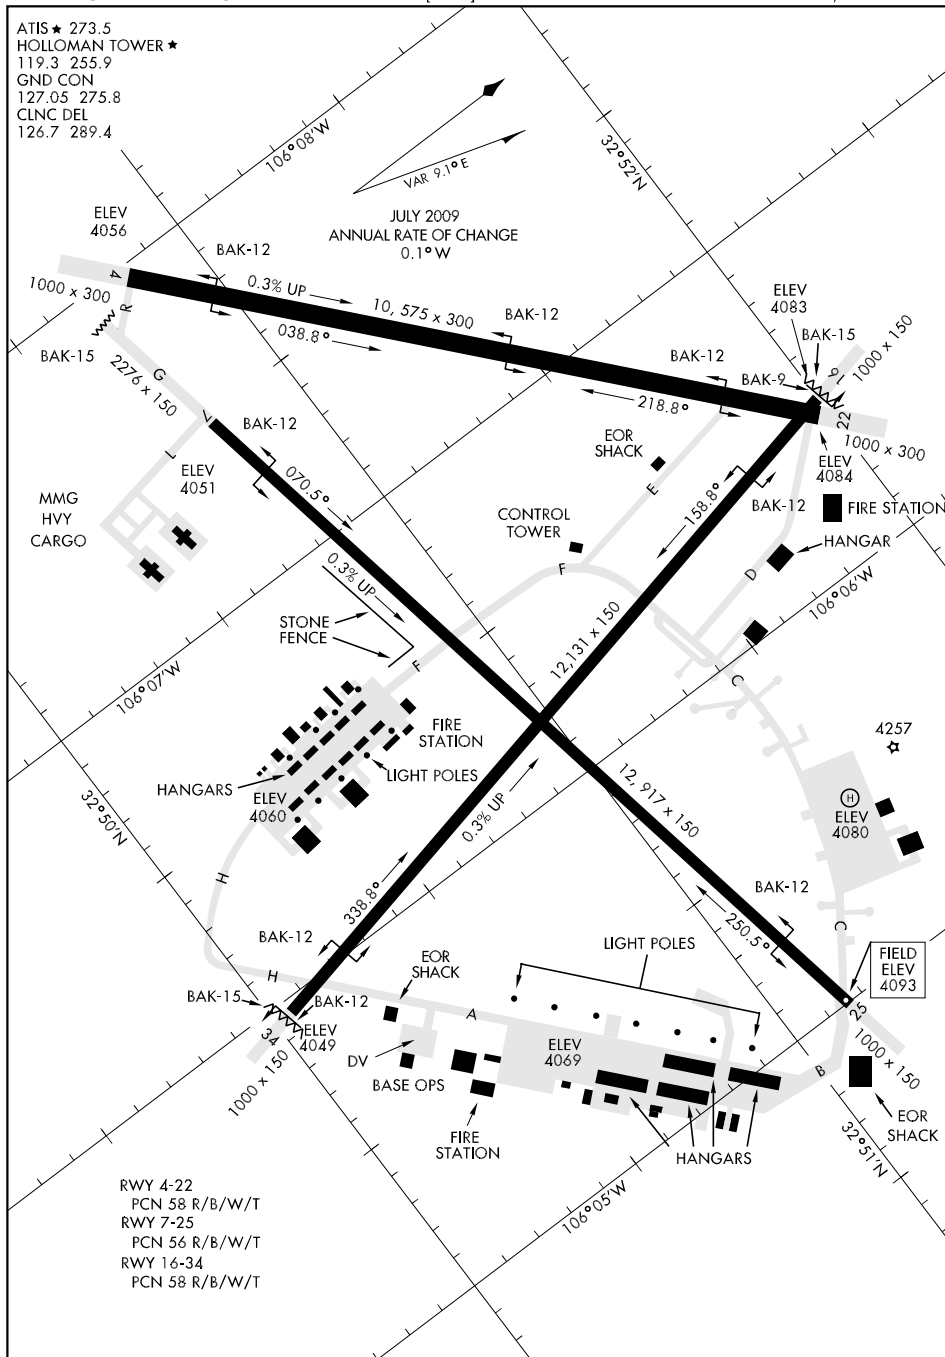 ATIS ★ 273.5
HOLLOMAN TOWER ★
119.3 255.9
GND CON
127.05 275.8
CLNC DEL
126.7 289.4
106°08'W
32°52'N
VAR 9.1° E
JULY 2009
ANNUAL RATE OF CHANGE
0.1° W
ELEV
4056
BAK-12
4
1000 x 300
R
0.3% UP
10, 575 x 300
038.8°
BAK-12
ELEV
4083
BAK-15
1000 x 150
BAK-12
BAK-9
16
218.8°
22
1000 x 300
BAK-15
2276 x 150
G
7
BAK-12
L
ELEV
4051
070.5°
EOR
SHACK
E
158.8°
ELEV
4084
BAK-12
FIRE STATION
MMG
HVY
CARGO
CONTROL
TOWER
HANGAR
0.3% UP
F
D
106°06'W
STONE
FENCE
12,131 x 150
F
106°07'W
C
FIRE
STATION
4257
HANGARS
LIGHT POLES
ELEV
4060
0.3% UP
12, 917 x 150
H
ELEV
4080
32°50'N
H
338.8°
BAK-12
250.5°
C
BAK-12
EOR
SHACK
LIGHT POLES
FIELD
ELEV
4093
H
BAK-15
BAK-12
34
ELEV
4049
1000 x 150
A
25
1000 x 150
DV
BASE OPS
ELEV
4069
B
FIRE
STATION
HANGARS
EOR
SHACK
32°51'N
106°05'W
RWY 4-22
PCN 58 R/B/W/T
RWY 7-25
PCN 56 R/B/W/T
RWY 16-34
PCN 58 R/B/W/T